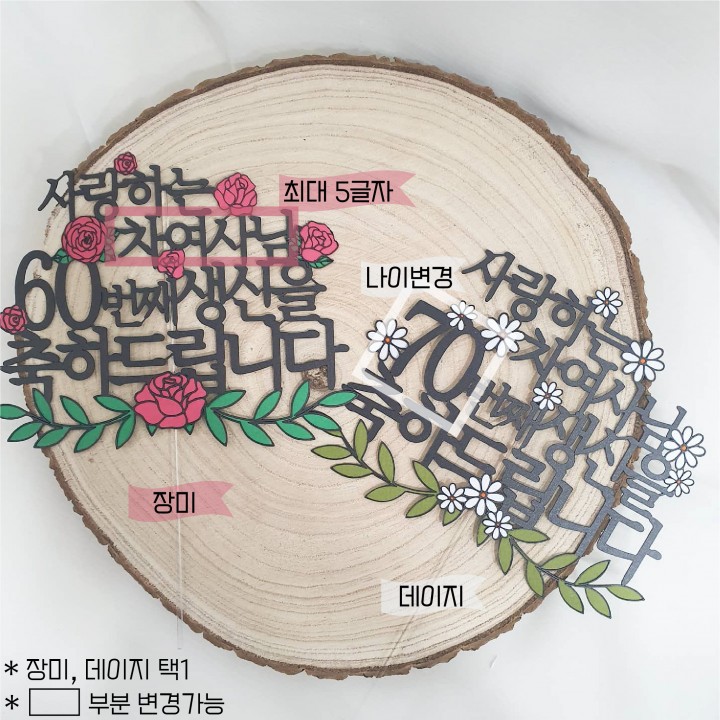 사랑하는
최대 5글자
차여사님
60번째 생신을
축하드립니다
나이변경
사랑하는
차여사님
70번째 생신을
축하드립니다
장미
데이지
* 장미, 데이지 택1
* 부분 변경가능